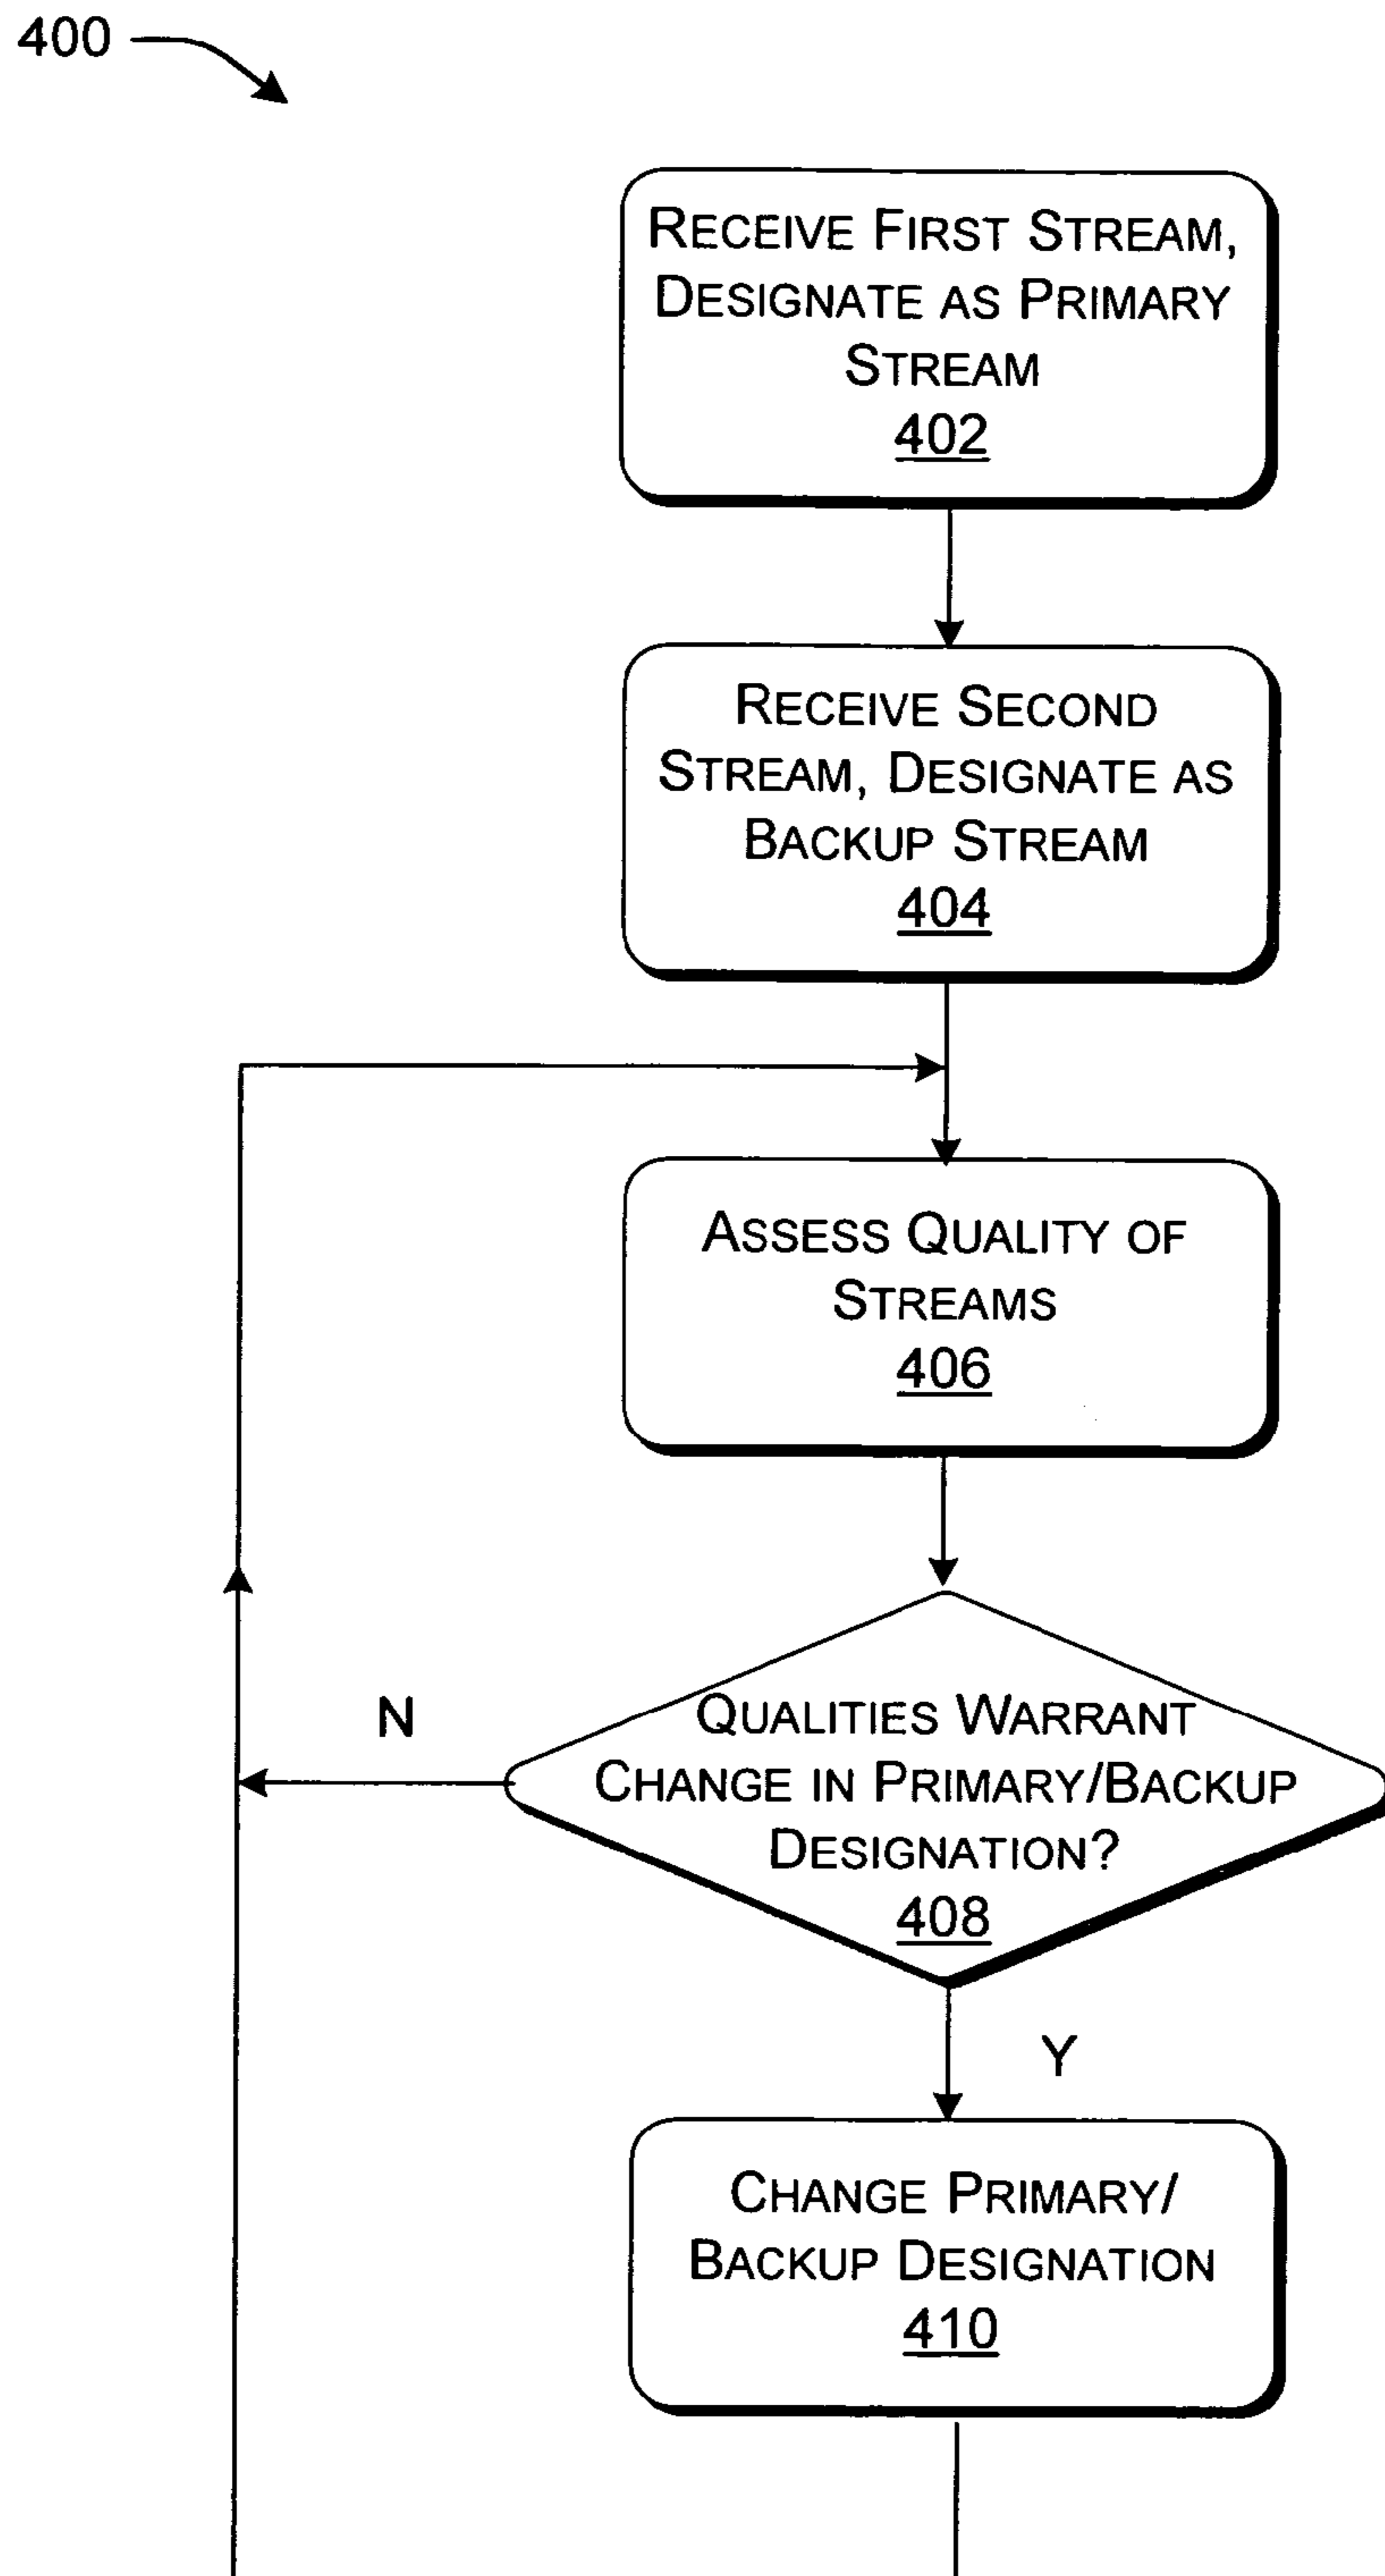 400
RECEIVE FIRST STREAM,
DESIGNATE AS PRIMARY
STREAM
402
RECEIVE SECOND
STREAM, DESIGNATE AS
BACKUP STREAM
404
ASSESS QUALITY OF
STREAMS
406
QUALITIES WARRANT
CHANGE IN PRIMARY/BACKUP
DESIGNATION?
408
N
Y
CHANGE PRIMARY/
BACKUP DESIGNATION
410